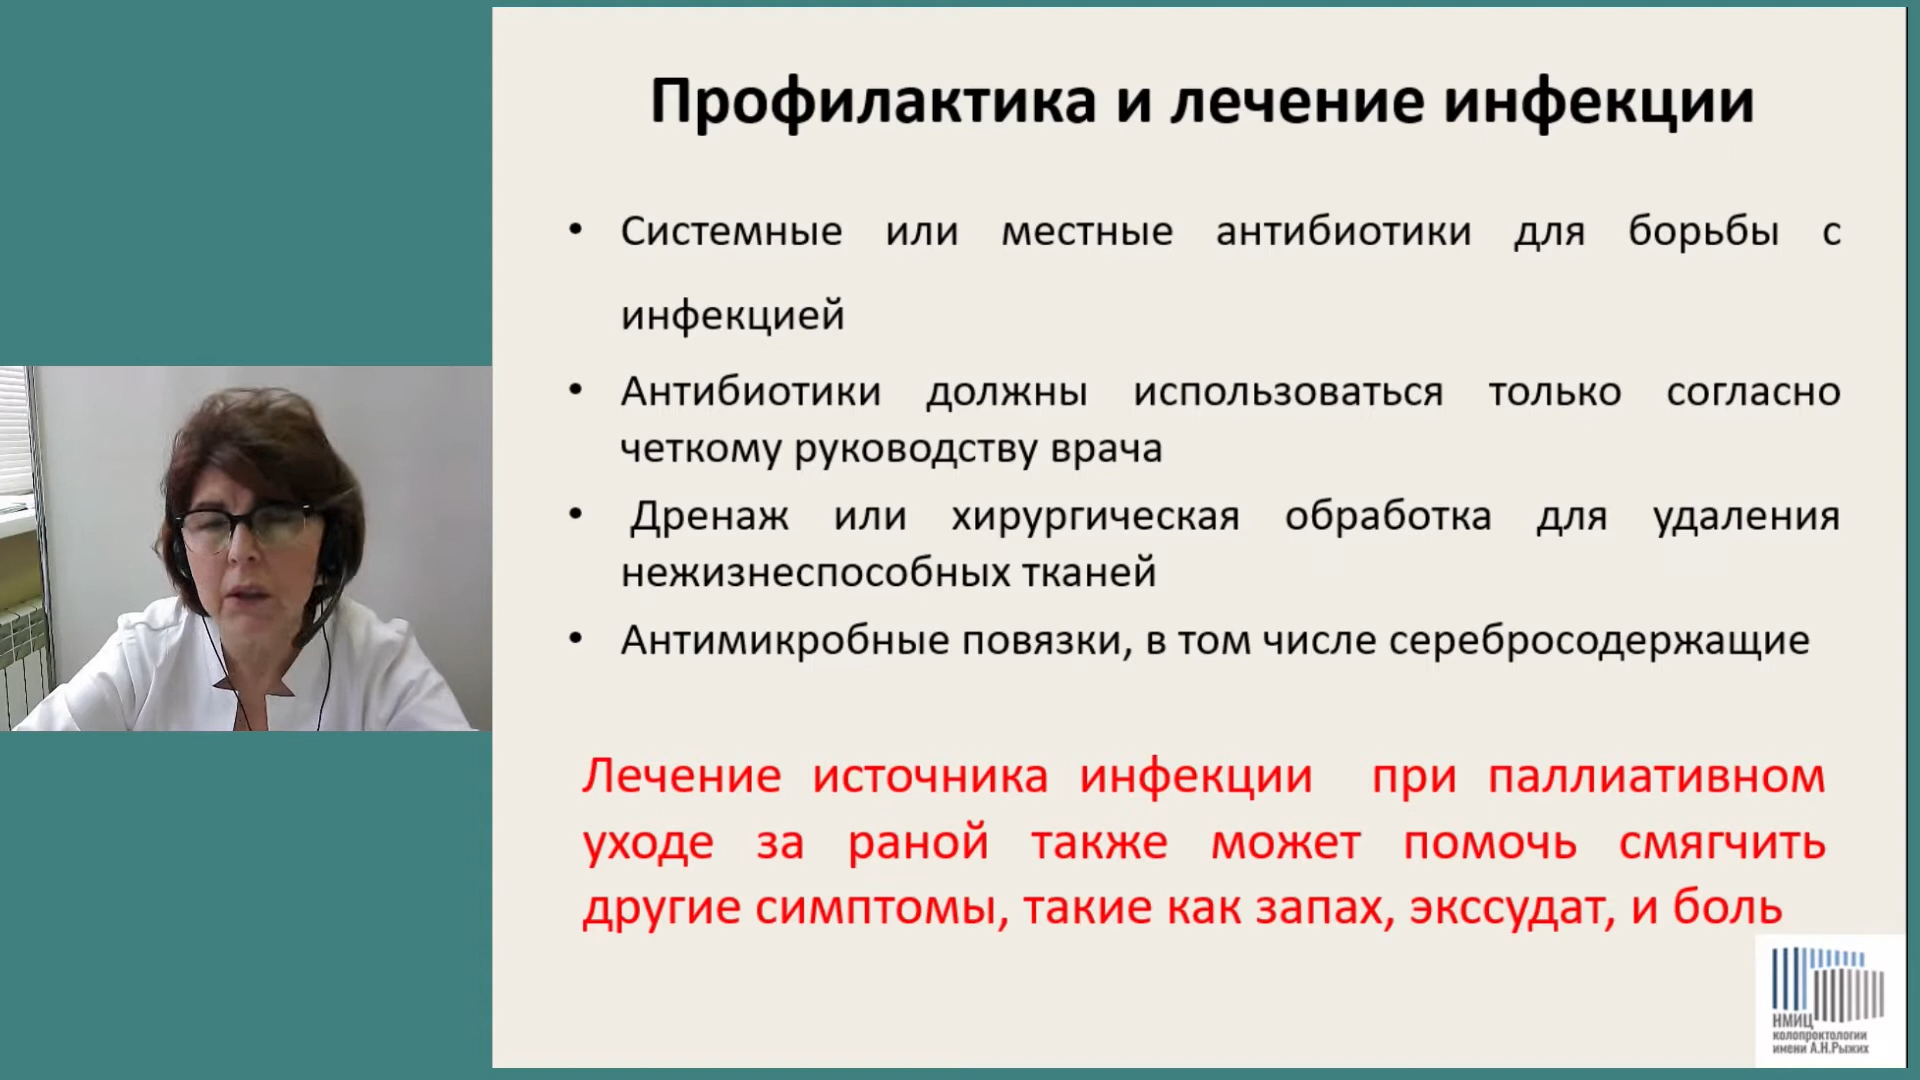 Профилактика и лечение инфекции
• Системные или местные антибиотики для борьбы с
инфекцией
• Антибиотики должны использоваться только согласно
четкому руководству врача
• Дренаж или хирургическая обработка для удаления
нежизнеспособных тканей
• Антимикробные повязки, в том числе серебросодержащие
Лечение источника инфекции при паллиативном
уходе за раной также может помочь смягчить
другие симптомы, такие как запах, экссудат, и боль
НМИЦ
колопроктологии
имени А.Н.Рыжих